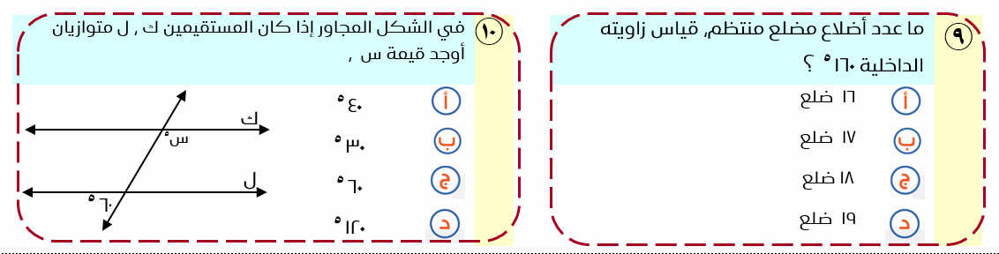 ٩
ما عدد أضلاع مضلع منتظم، قياس زاويته
الداخلية ١٦٠ ° ؟
أ ١٦ ضلع
ب ١٧ ضلع
ج ١٨ ضلع
د ١٩ ضلع
١٠
في الشكل المجاور إذا كان المستقيمين ك ، ل متوازيان
أوجد قيمة س ،
أ ٤٠ °
ب ٣٠ °
ج ٦٠ °
د ١٢٠ °
ك
س°
ل
٦٠ °